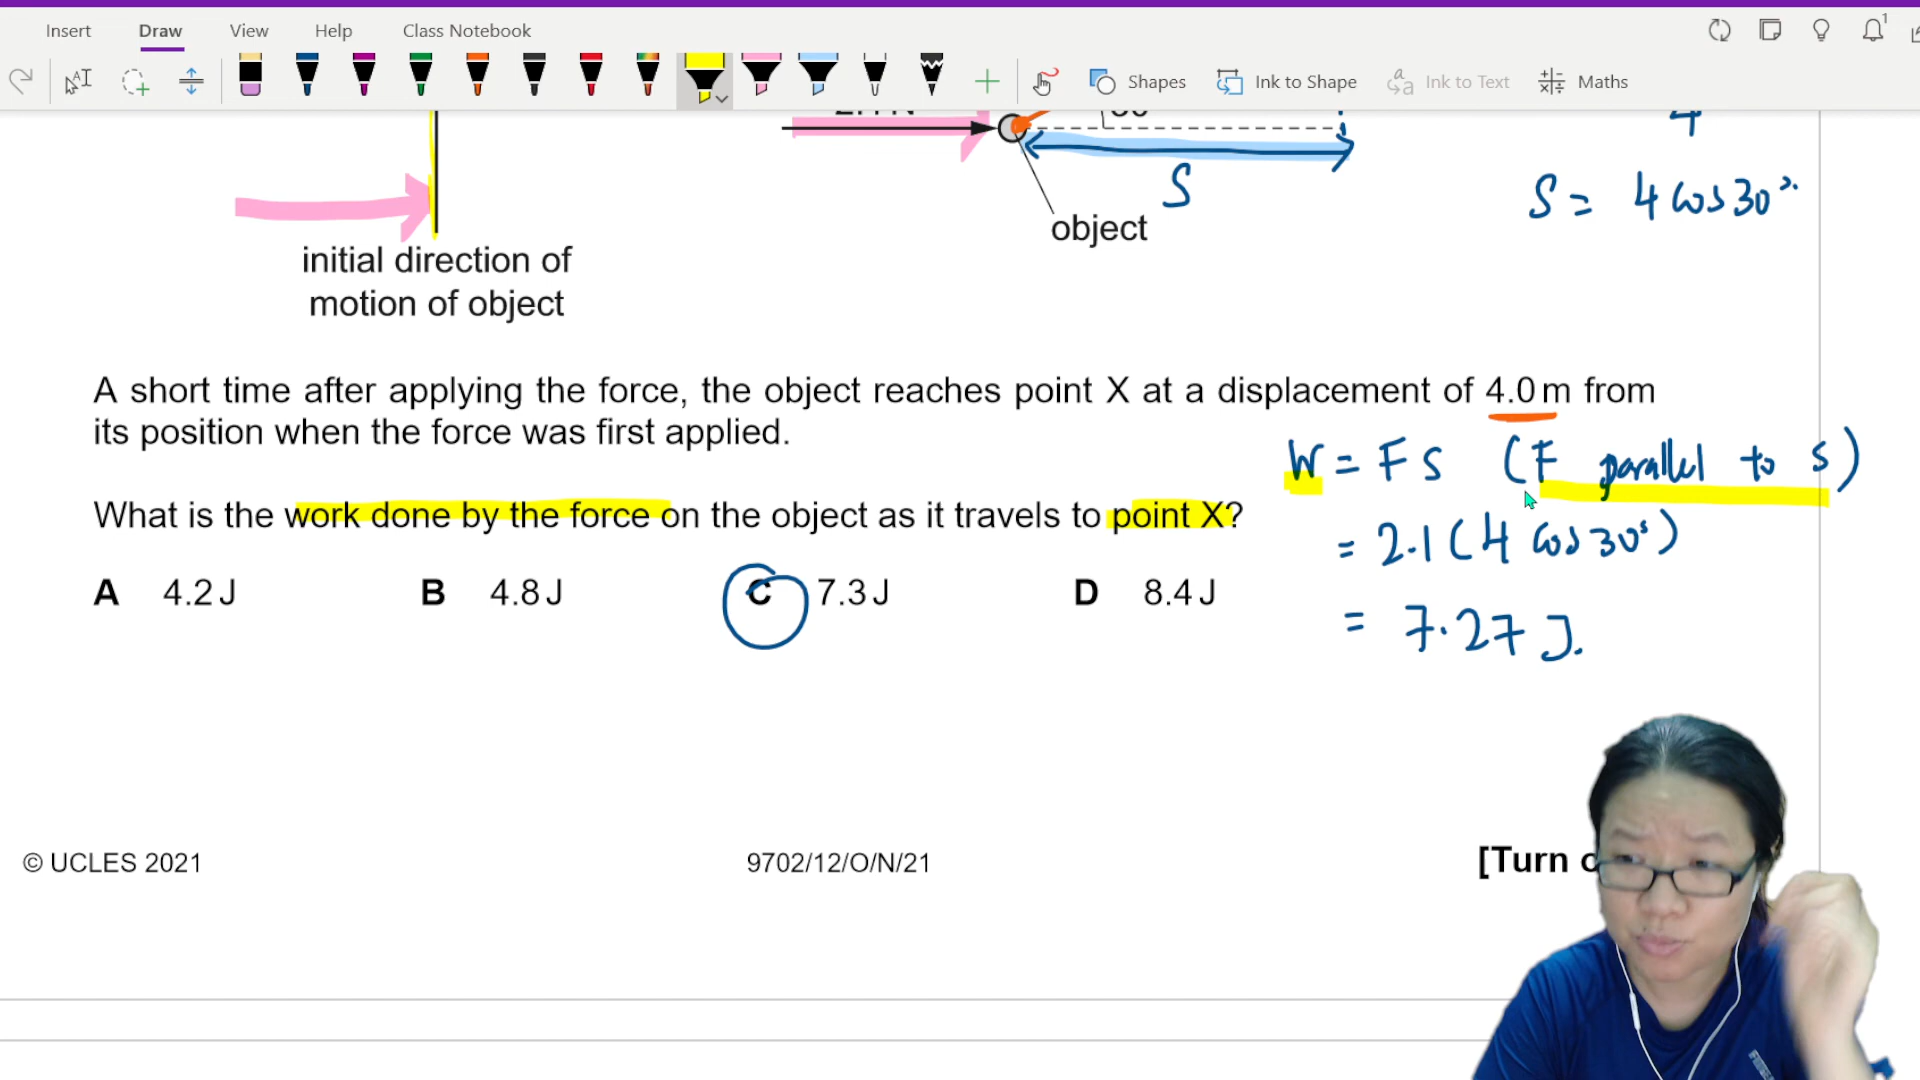 Insert Draw View Help Class Notebook
1
Shapes Ink to Shape Ink to Text Maths
4
S
S = 4 cos 30°
object
initial direction of
motion of object
A short time after applying the force, the object reaches point X at a displacement of 4.0 m from
its position when the force was first applied.
W = F S (F parallel to s)
What is the work done by the force on the object as it travels to point X?
= 2.1 (4 cos 30°)
A 4.2 J B 4.8 J C 7.3 J D 8.4 J
= 7.27 J.
© UCLES 2021 9702/12/O/N/21 [Turn